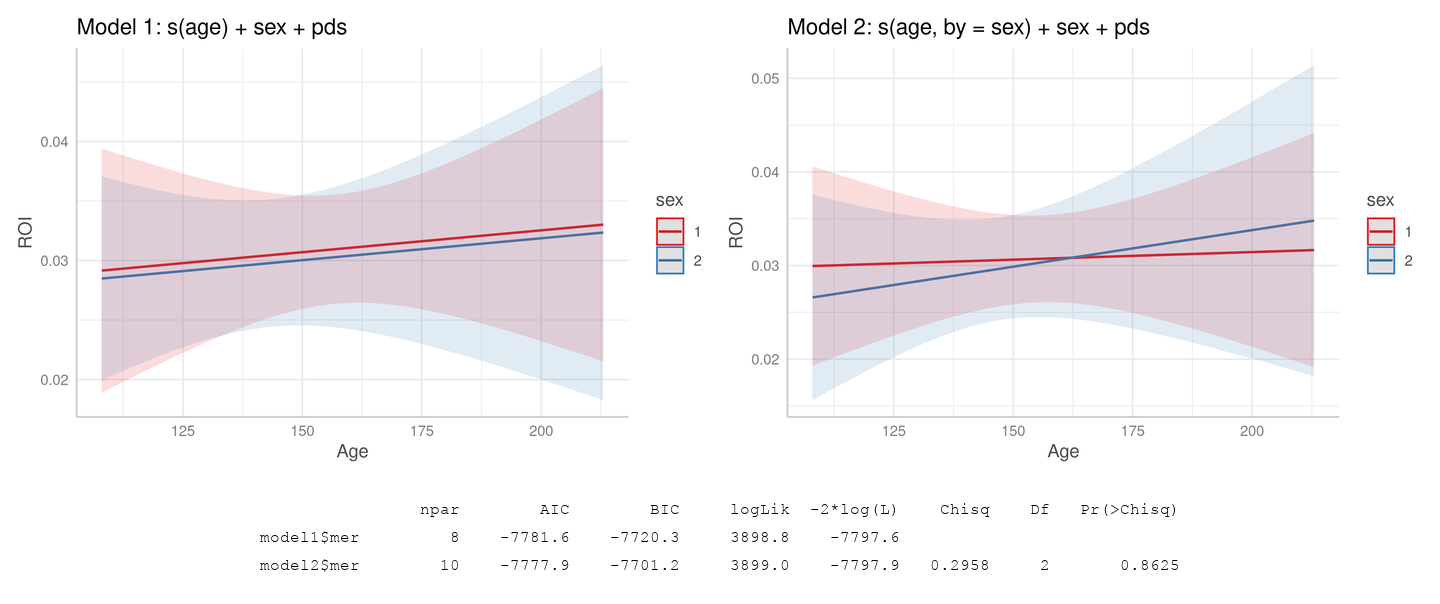 Model 1: s(age) + sex + pds
0.04
0.03
0.02
ROI
125 150 175 200
Age
sex
1
2
Model 2: s(age, by = sex) + sex + pds
0.05
0.04
0.03
0.02
ROI
125 150 175 200
Age
sex
1
2
npar AIC BIC logLik -2*log(L) Chisq Df Pr(>Chisq)
model1$mer 8 -7781.6 -7720.3 3898.8 -7797.6
model2$mer 10 -7777.9 -7701.2 3899.0 -7797.9 0.2958 2 0.8625